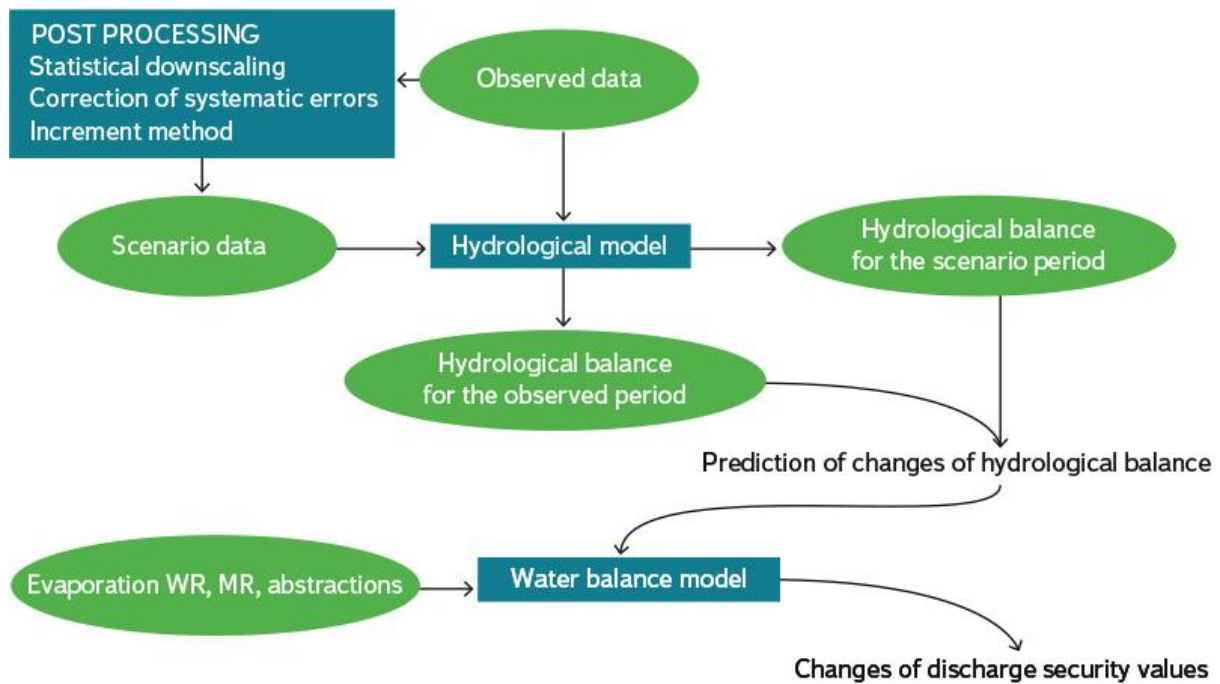 POST PROCESSING
Statistical downscaling
Correction of systematic errors
Increment method
Observed data
Scenario data
Hydrological model
Hydrological balance
for the scenario period
Hydrological balance
for the observed period
Prediction of changes of hydrological balance
Evaporation WR, MR, abstractions
Water balance model
Changes of discharge security values